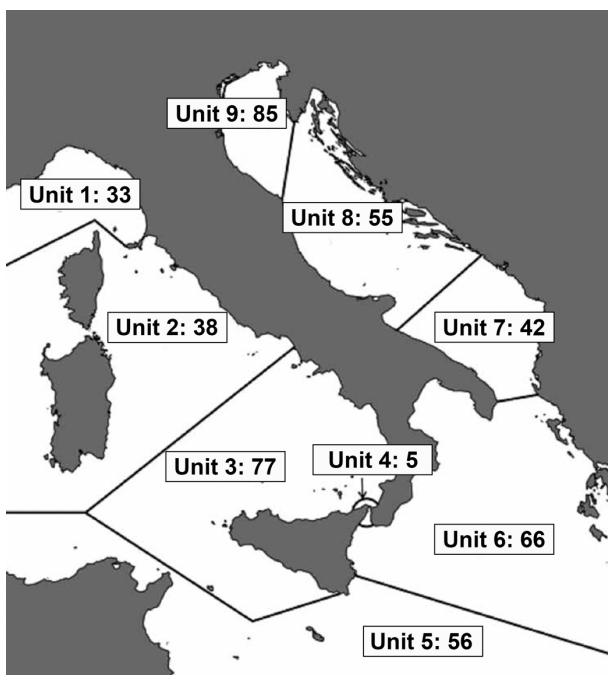 Unit 9: 85
Unit 1: 33
Unit 8: 55
Unit 2: 38
Unit 7: 42
Unit 3: 77
Unit 4: 5
Unit 6: 66
Unit 5: 56